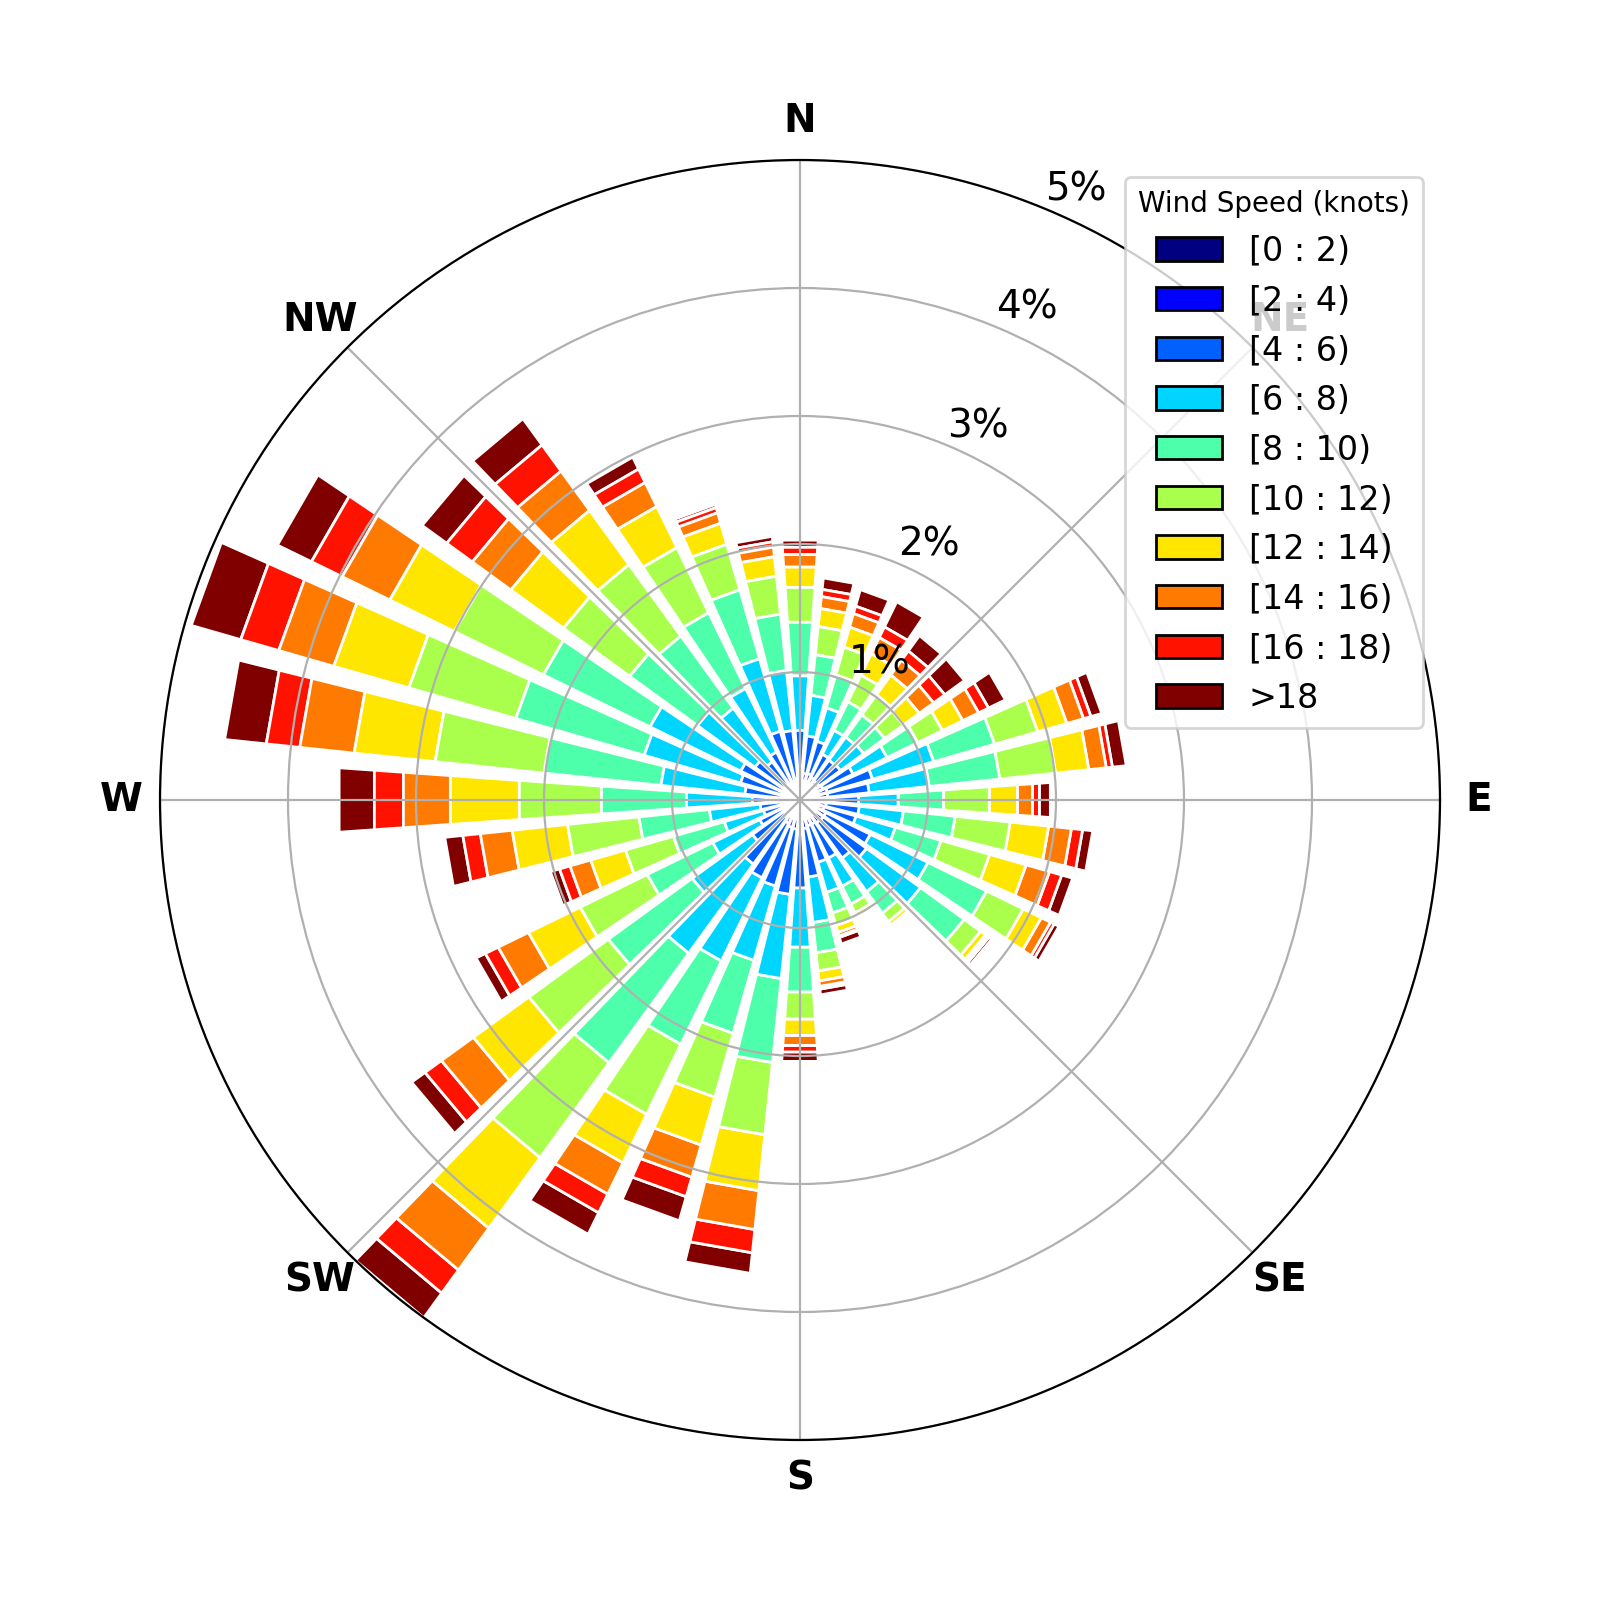 N
5%
Wind Speed (knots)
[0 : 2)
[2 : 4)
NW
4%
NE
[4 : 6)
[6 : 8)
3%
[8 : 10)
[10 : 12)
2%
[12 : 14)
[14 : 16)
1%
[16 : 18)
>18
W
E
SW
SE
S